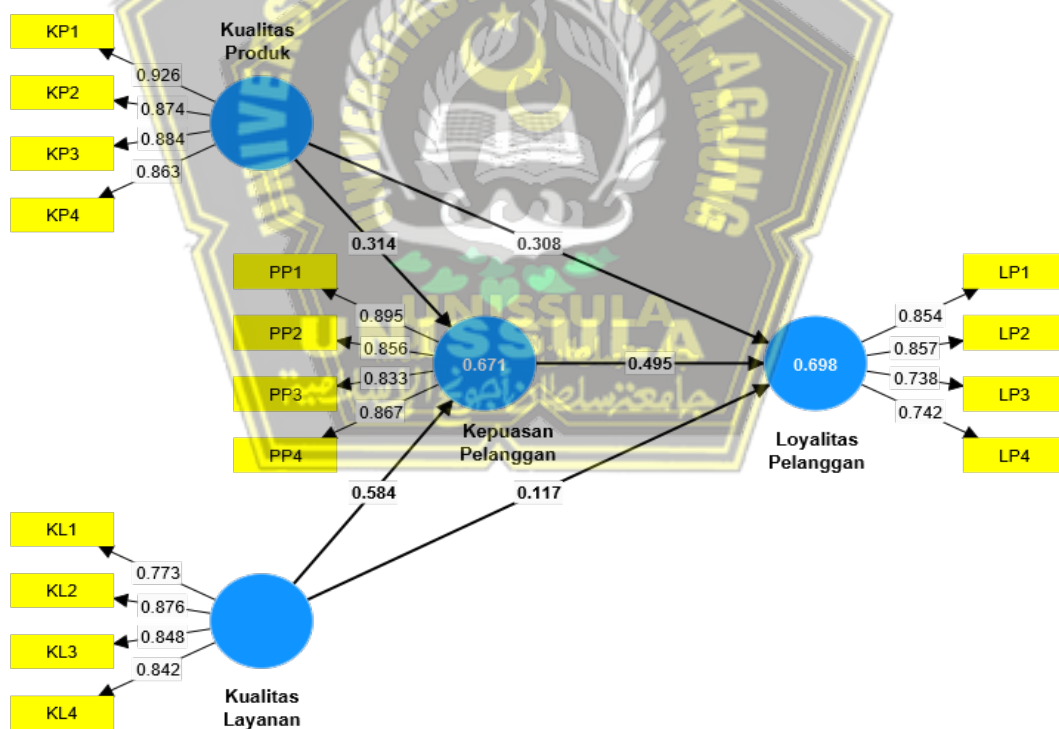 KP1
KP2
KP3
KP4
0.926
0.874
0.884
0.863
Kualitas
Produk
0.314
0.308
PP1
PP2
PP3
PP4
0.895
0.856
0.833
0.867
0.671
Kepuasan
Pelanggan
0.495
0.698
Loyalitas
Pelanggan
LP1
LP2
LP3
LP4
0.854
0.857
0.738
0.742
0.584
0.117
KL1
KL2
KL3
KL4
0.773
0.876
0.848
0.842
Kualitas
Layanan
UNISSULA
UNISSULA
AGUNG